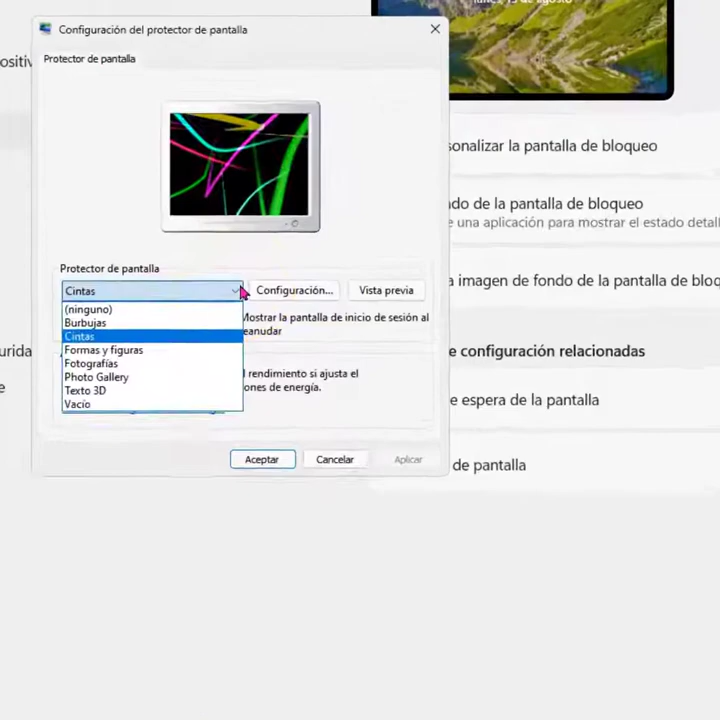 Configuración del protector de pantalla
Protector de pantalla
Protector de pantalla
Cintas
Configuración...
Vista previa
(ninguno)
Burbujas
Cintas
Formas y figuras
Fotografías
Photo Gallery
Texto 3D
Vacío
Mostrar la pantalla de inicio de sesión al
eanudar
l rendimiento si ajusta el
ones de energía.
Aceptar
Cancelar
Aplicar
ositiv
urida
e
sonalizar la pantalla de bloqueo
do de la pantalla de bloqueo
e una aplicación para mostrar el estado detall
a imagen de fondo de la pantalla de bloq
e configuración relacionadas
e espera de la pantalla
de pantalla